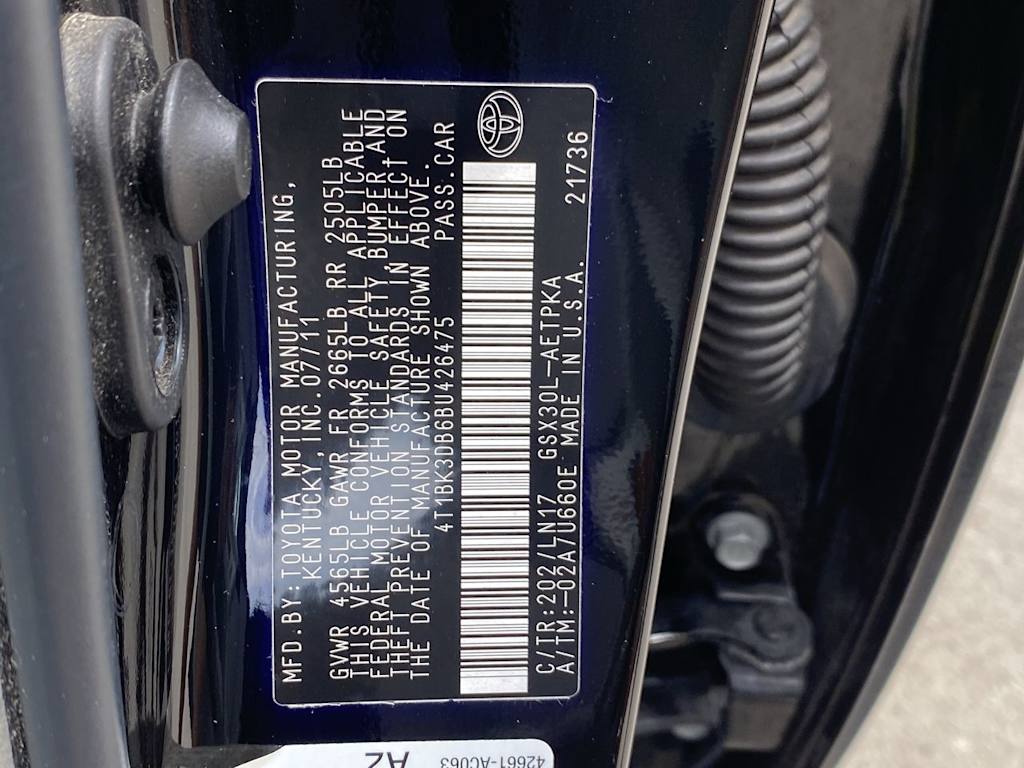 MFD.BY:TOYOTA MOTOR MANUFACTURING,
KENTUCKY, INC.07/11
GVWR 4565LB GAWR FR 2665LB RR 2505LB
THIS VEHICLE CONFORMS TO ALL APPLICABLE
FEDERAL MOTOR VEHICLE SAFETY, BUMPER, AND
THEFT PREVENTION STANDARDS IN EFFECT ON
THE DATE OF MANUFACTURE SHOWN ABOVE.
4T1BK3DB6BU426475 PASS.CAR
C/TR:202/LN17 GSX30L-AETPKA 21736
A/TM:-02A/U660E MADE IN U.S.A.
42661-AC063
AZ